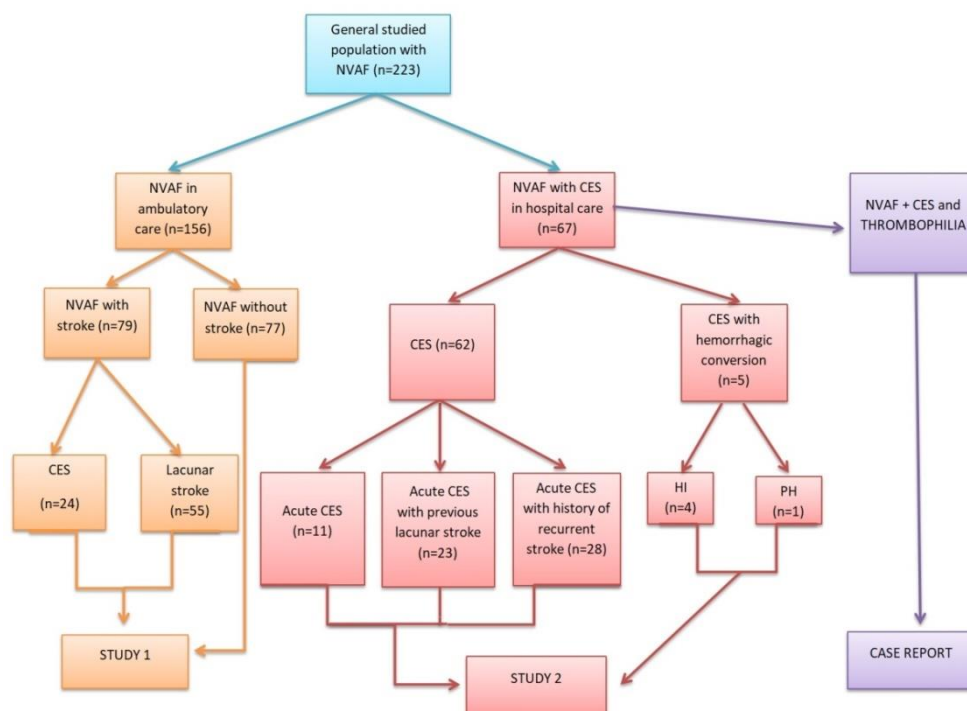 General studied
population with
NVAF (n=223)
NVAF in
ambulatory
care (n=156)
NVAF with CES
in hospital care
(n=67)
NVAF + CES and
THROMBOPHILIA
NVAF with
stroke (n=79)
NVAF without
stroke (n=77)
CES (n=62)
CES with
hemorrhagic
conversion
(n=5)
CES
(n=24)
Lacunar
stroke
(n=55)
Acute CES
(n=11)
Acute CES
with previous
lacunar stroke
(n=23)
Acute CES
with history of
recurrent
stroke (n=28)
HI
(n=4)
PH
(n=1)
STUDY 1
STUDY 2
CASE REPORT